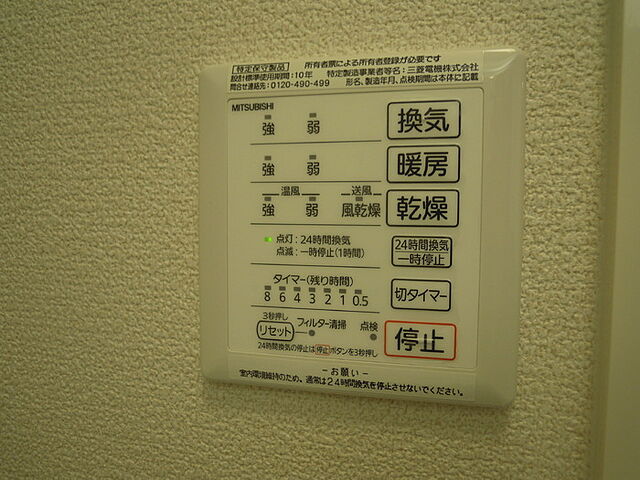 特定保守製品 所有者票による所有者登録が必要です
設計標準使用期間：10年 特定製造事業者等名：三菱電機株式会社
問合せ連絡先：0120-490-499 形名、製造年月、点検期間は本体に記載
MITSUBISHI
強 弱 換気
強 弱 暖房
温風 送風
強 弱 風乾燥 乾燥
点灯：24時間換気
点滅：一時停止(1時間)
24時間換気
一時停止
タイマー(残り時間)
8 6 4 3 2 1 0.5
切タイマー
3秒押し
リセット フィルター清掃 点検
停止
24時間換気の停止は停止ボタンを3秒押し
－お願い－
室内環境維持のため、通常は24時間換気を停止させないでください。